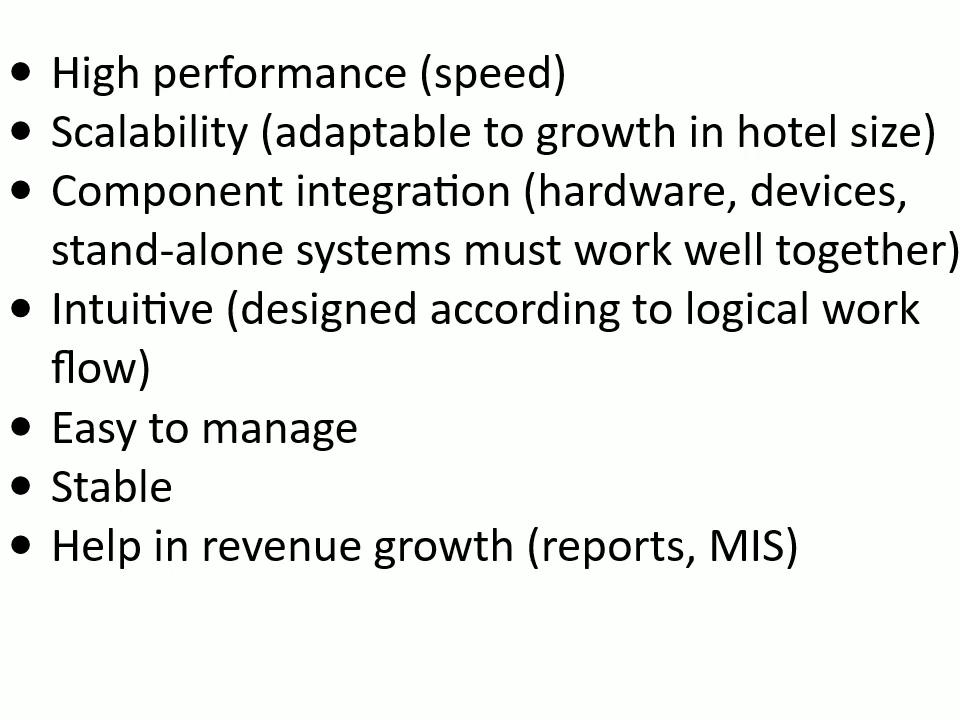 • High performance (speed)
• Scalability (adaptable to growth in hotel size)
• Component integration (hardware, devices,
stand-alone systems must work well together)
• Intuitive (designed according to logical work
flow)
• Easy to manage
• Stable
• Help in revenue growth (reports, MIS)